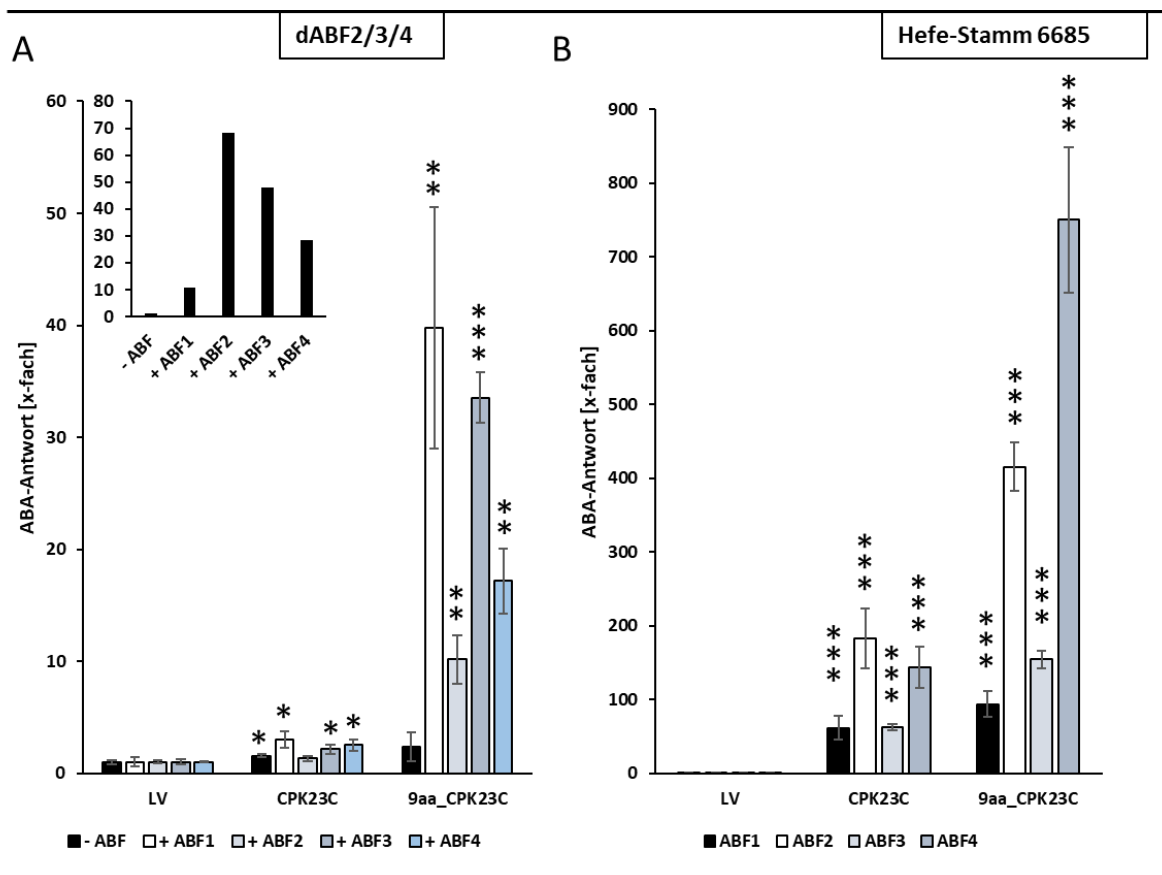 dABF2/3/4
Hefe-Stamm 6685
A
B
60
50
40
30
20
10
0
ABA-Antwort [x-fach]
80
70
60
50
40
30
20
10
0
- ABF
+ ABF1
+ ABF2
+ ABF3
+ ABF4
*
*
*
*
**
**
***
**
LV
CPK23C
9aa_CPK23C
- ABF + ABF1 + ABF2 + ABF3 + ABF4
900
800
700
600
500
400
300
200
100
0
ABA-Antwort [x-fach]
***
***
***
***
***
***
***
***
LV
CPK23C
9aa_CPK23C
ABF1 ABF2 ABF3 ABF4